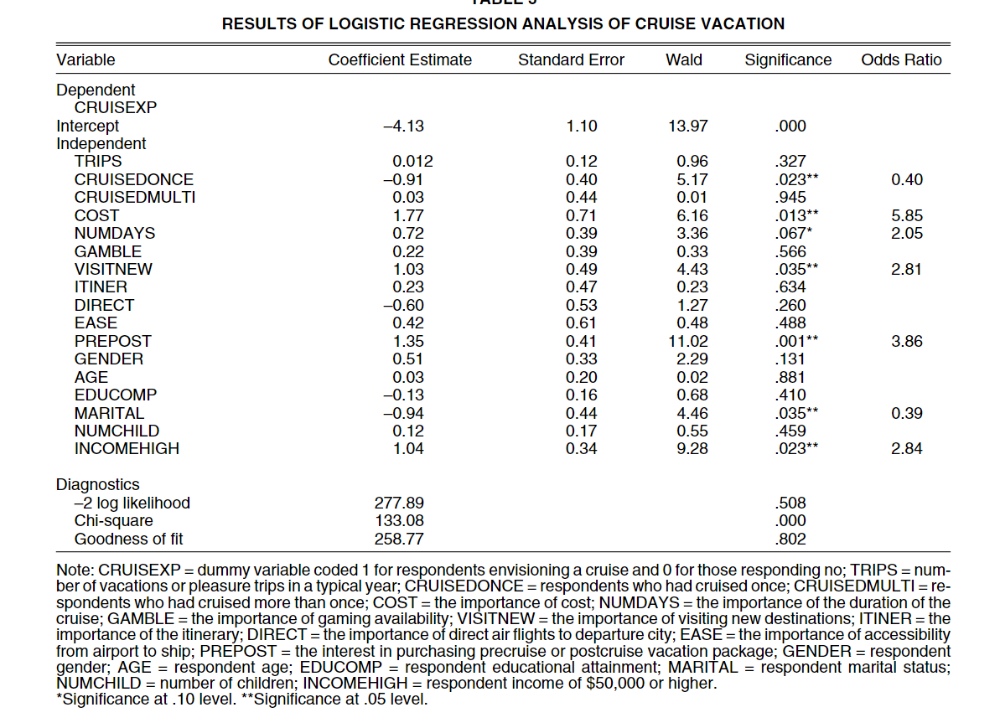 TABLE 3
RESULTS OF LOGISTIC REGRESSION ANALYSIS OF CRUISE VACATION
Variable Coefficient Estimate Standard Error Wald Significance Odds Ratio
Dependent
CRUISEXP
Intercept –4.13 1.10 13.97 .000
Independent
TRIPS 0.012 0.12 0.96 .327
CRUISEDONCE –0.91 0.40 5.17 .023** 0.40
CRUISEDMULTI 0.03 0.44 0.01 .945
COST 1.77 0.71 6.16 .013** 5.85
NUMDAYS 0.72 0.39 3.36 .067* 2.05
GAMBLE 0.22 0.39 0.33 .566
VISITNEW 1.03 0.49 4.43 .035** 2.81
ITINER 0.23 0.47 0.23 .634
DIRECT –0.60 0.53 1.27 .260
EASE 0.42 0.61 0.48 .488
PREPOST 1.35 0.41 11.02 .001** 3.86
GENDER 0.51 0.33 2.29 .131
AGE 0.03 0.20 0.02 .881
EDUCOMP –0.13 0.16 0.68 .410
MARITAL –0.94 0.44 4.46 .035** 0.39
NUMCHILD 0.12 0.17 0.55 .459
INCOMEHIGH 1.04 0.34 9.28 .023** 2.84
Diagnostics
–2 log likelihood 277.89 .508
Chi-square 133.08 .000
Goodness of fit 258.77 .802
Note: CRUISEXP = dummy variable coded 1 for respondents envisioning a cruise and 0 for those responding no; TRIPS = num-
ber of vacations or pleasure trips in a typical year; CRUISEDONCE = respondents who had cruised once; CRUISEDMULTI = re-
spondents who had cruised more than once; COST = the importance of cost; NUMDAYS = the importance of the duration of the
cruise; GAMBLE = the importance of gaming availability; VISITNEW = the importance of visiting new destinations; ITINER = the
importance of the itinerary; DIRECT = the importance of direct air flights to departure city; EASE = the importance of accessibility
from airport to ship; PREPOST = the interest in purchasing precruise or postcruise vacation package; GENDER = respondent
gender; AGE = respondent age; EDUCOMP = respondent educational attainment; MARITAL = respondent marital status;
NUMCHILD = number of children; INCOMEHIGH = respondent income of $50,000 or higher.
*Significance at .10 level. **Significance at .05 level.